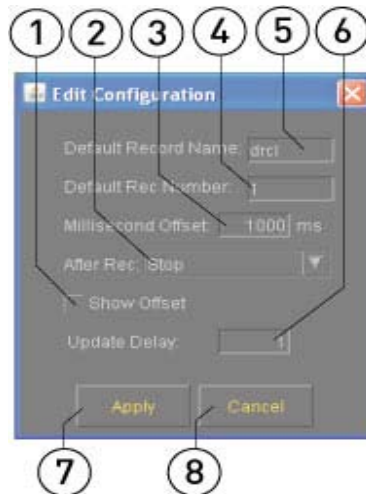 1 2 3 4 5 6
Edit Configuration
Default Record Name: drcl
Default Rec Number: 1
Millisecond Offset: 1000 ms
After Rec: Stop
Show Offset
Update Delay: 1
Apply Cancel
7 8